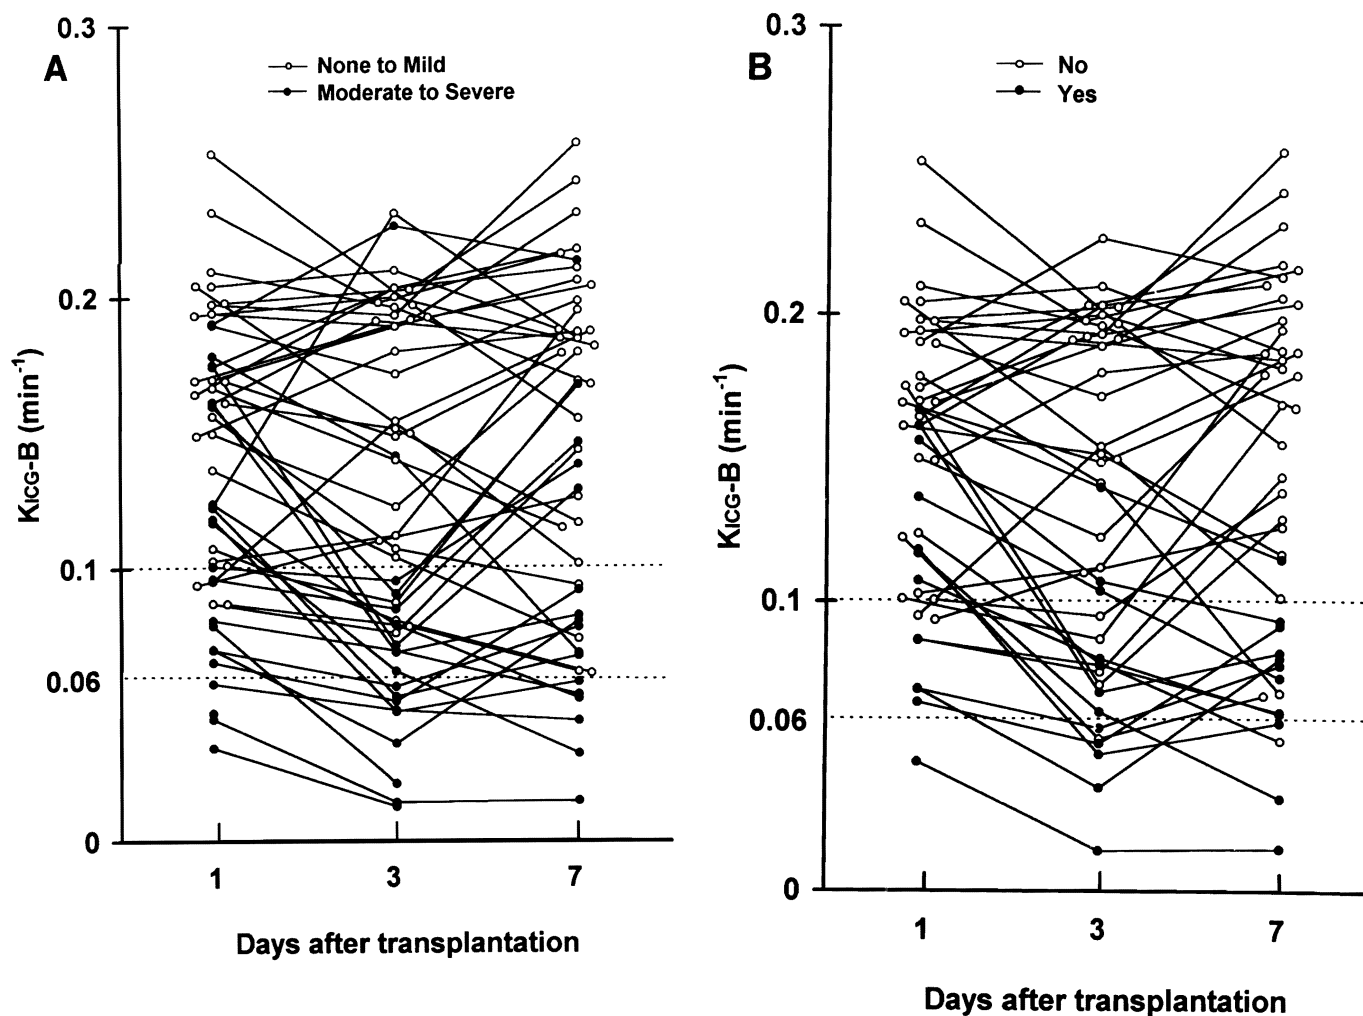 A
0.3
0.2
0.1
0.06
0
KICG-B (min-1)
None to Mild
Moderate to Severe
1 3 7
Days after transplantation
B
0.3
0.2
0.1
0.06
0
KICG-B (min-1)
No
Yes
1 3 7
Days after transplantation